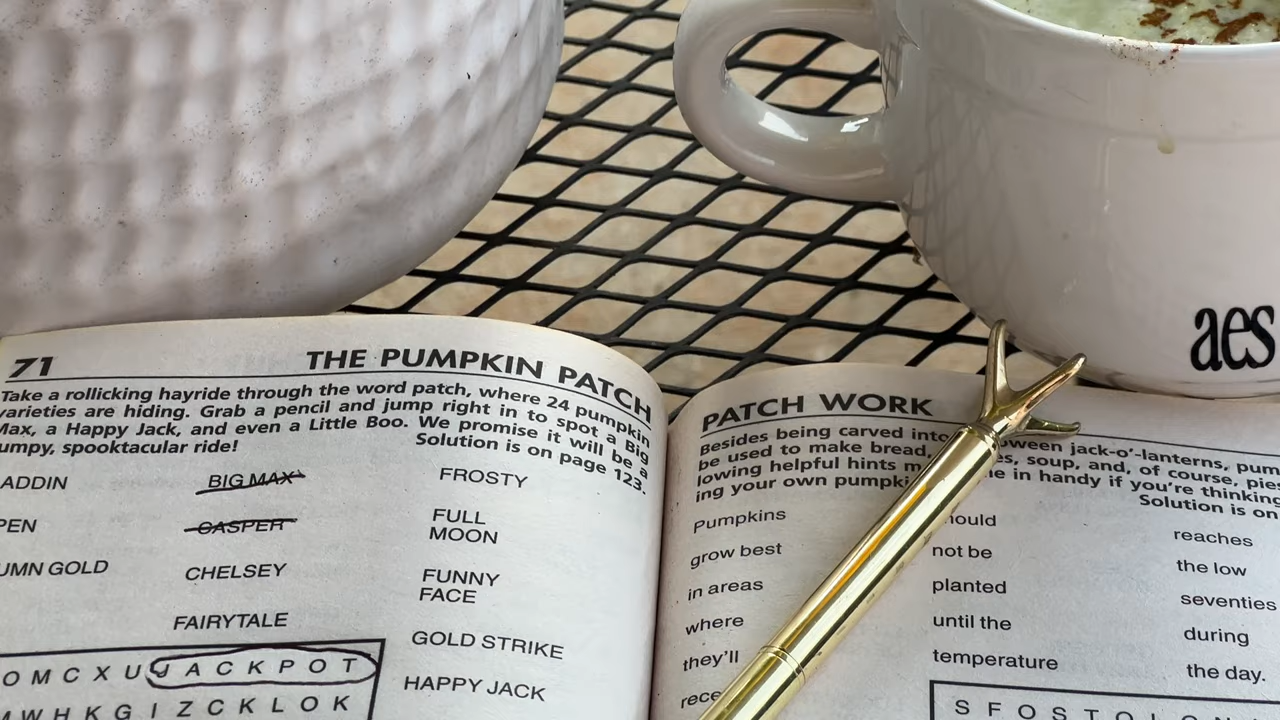 aes
71
THE PUMPKIN PATCH
Take a rollicking hayride through the word patch, where 24 pumpkin
varieties are hiding. Grab a pencil and jump right in to spot a Big
Max, a Happy Jack, and even a Little Boo. We promise it will be a
umpy, spooktacular ride!
Solution is on page 123.
ADDIN
BIG MAX
FROSTY
PEN
CASPER
FULL
MOON
UMN GOLD
CHELSEY
FUNNY
FACE
FAIRYTALE
GOLD STRIKE
HAPPY JACK
O M C X U J A C K P O T
W H K G I Z C K L O K
PATCH WORK
Besides being carved into oween jack-o'-lanterns, pum
be used to make bread, es, soup, and, of course, pies
lowing helpful hints m e in handy if you're thinking
ing your own pumpki
Solution is on
Pumpkins
grow best
in areas
where
they'll
rece
hould
not be
planted
until the
temperature
reaches
the low
seventies
during
the day.
S F O S T O L